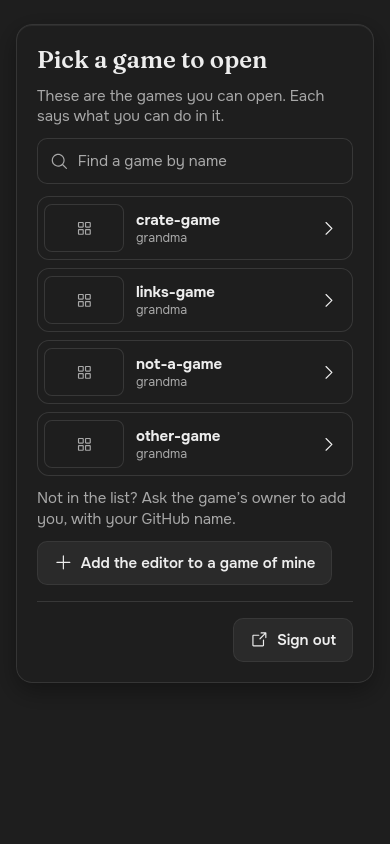 Pick a game to open
These are the games you can open. Each
says what you can do in it.
Find a game by name
crate-game
grandma
links-game
grandma
not-a-game
grandma
other-game
grandma
Not in the list? Ask the game's owner to add
you, with your GitHub name.
Add the editor to a game of mine
Sign out